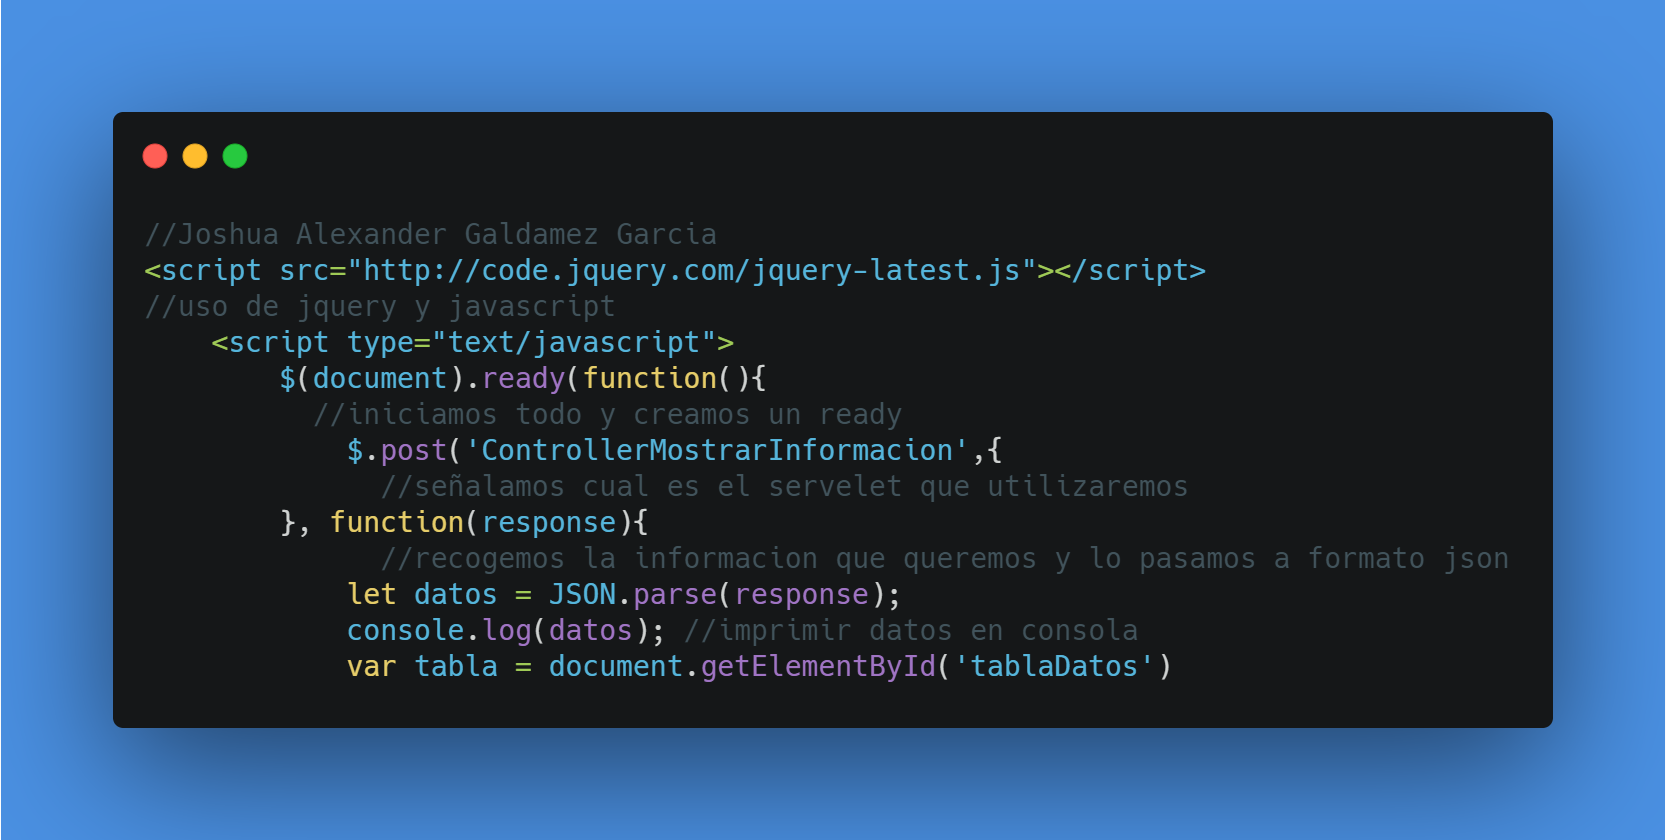 //Joshua Alexander Galdamez Garcia
<script src="http://code.jquery.com/jquery-latest.js"></script>
//uso de jquery y javascript
    <script type="text/javascript">
        $(document).ready(function(){
          //iniciamos todo y creamos un ready
            $.post('ControllerMostrarInformacion',{
              //señalamos cual es el servelet que utilizaremos
        }, function(response){
              //recogemos la informacion que queremos y lo pasamos a formato json
            let datos = JSON.parse(response);
            console.log(datos); //imprimir datos en consola
            var tabla = document.getElementById('tablaDatos')